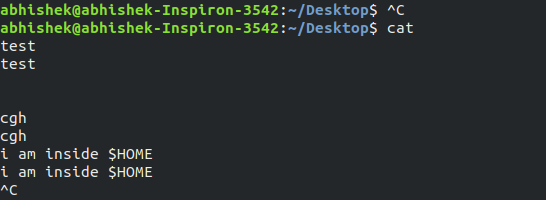 abhishek@abhishek-Inspiron-3542:~/Desktop$ ^C
abhishek@abhishek-Inspiron-3542:~/Desktop$ cat
test
test
cgh
cgh
i am inside $HOME
i am inside $HOME
^C